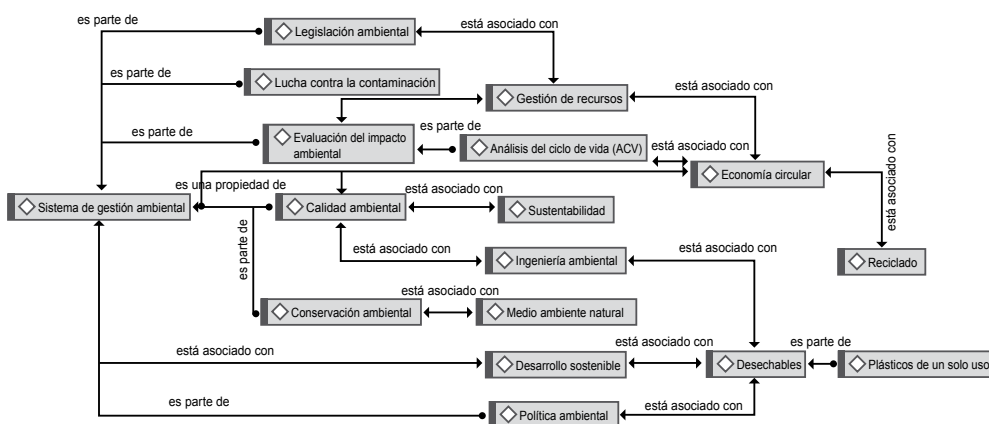 es parte de
está asociado con
Legislación ambiental
es parte de
Lucha contra la contaminación
está asociado con
Gestión de recursos
es parte de
Evaluación del impacto
ambiental
es parte de
Análisis del ciclo de vida (ACV)
está asociado con
Economía circular
está asociado con
es una propiedad de
Sistema de gestión ambiental
Calidad ambiental
está asociado con
Sustentabilidad
es parte de
está asociado con
Ingeniería ambiental
está asociado con
Reciclado
Conservación ambiental
está asociado con
Medio ambiente natural
está asociado con
Desarrollo sostenible
está asociado con
Desechables
es parte de
Plásticos de un solo uso
es parte de
Política ambiental
está asociado con